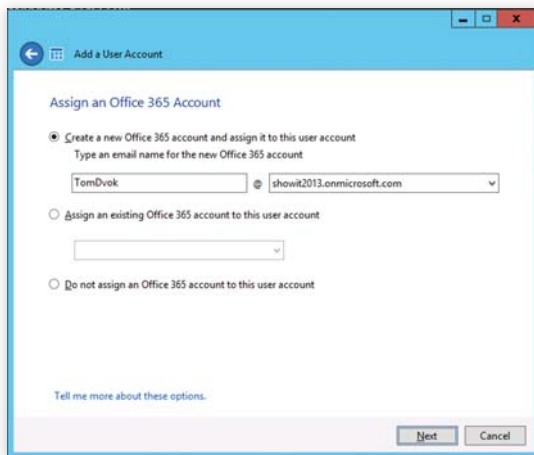 Add a User Account
Assign an Office 365 Account
Create a new Office 365 account and assign it to this user account
Type an email name for the new Office 365 account
TomDvok @ showit2013.onmicrosoft.com
Assign an existing Office 365 account to this user account
Do not assign an Office 365 account to this user account
Tell me more about these options.
Next Cancel